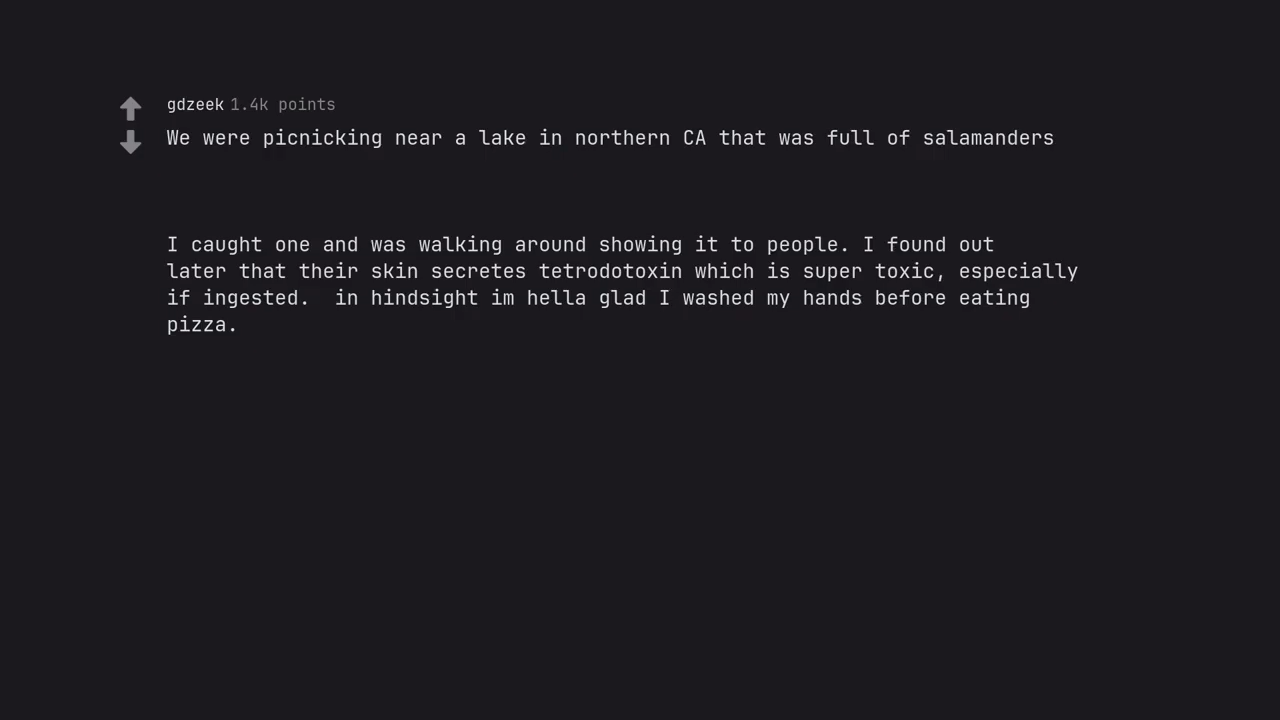 gdzeek 1.4k points
We were picnicking near a lake in northern CA that was full of salamanders
I caught one and was walking around showing it to people. I found out
later that their skin secretes tetrodotoxin which is super toxic, especially
if ingested.  in hindsight im hella glad I washed my hands before eating
pizza.